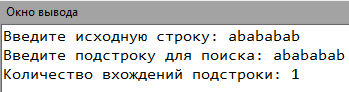 Окно вывода
Введите исходную строку: abababab
Введите подстроку для поиска: abababab
Количество вхождений подстроки: 1